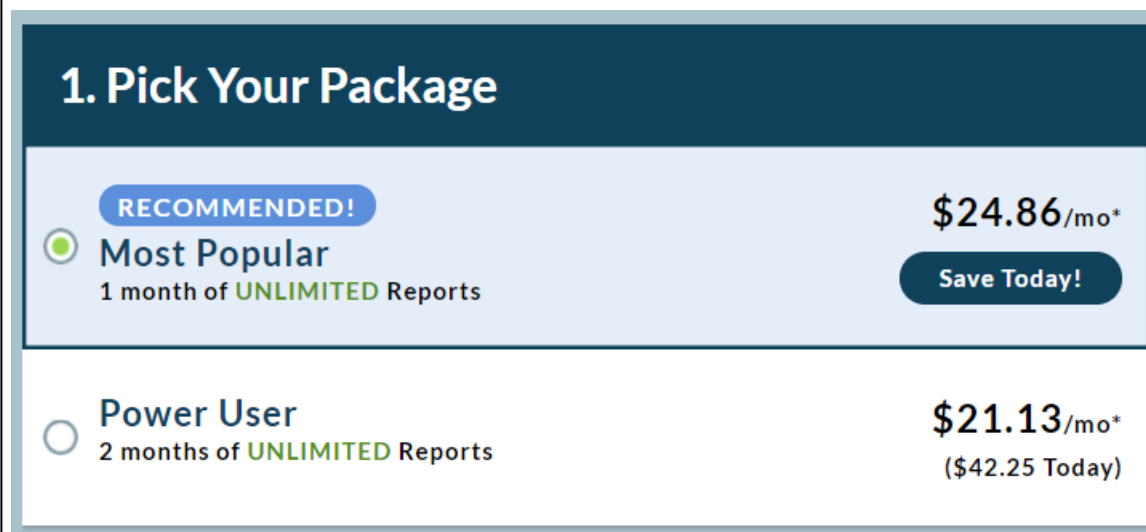 1. Pick Your Package
RECOMMENDED!
Most Popular
1 month of UNLIMITED Reports
$24.86/mo*
Save Today!
Power User
2 months of UNLIMITED Reports
$21.13/mo*
($42.25 Today)